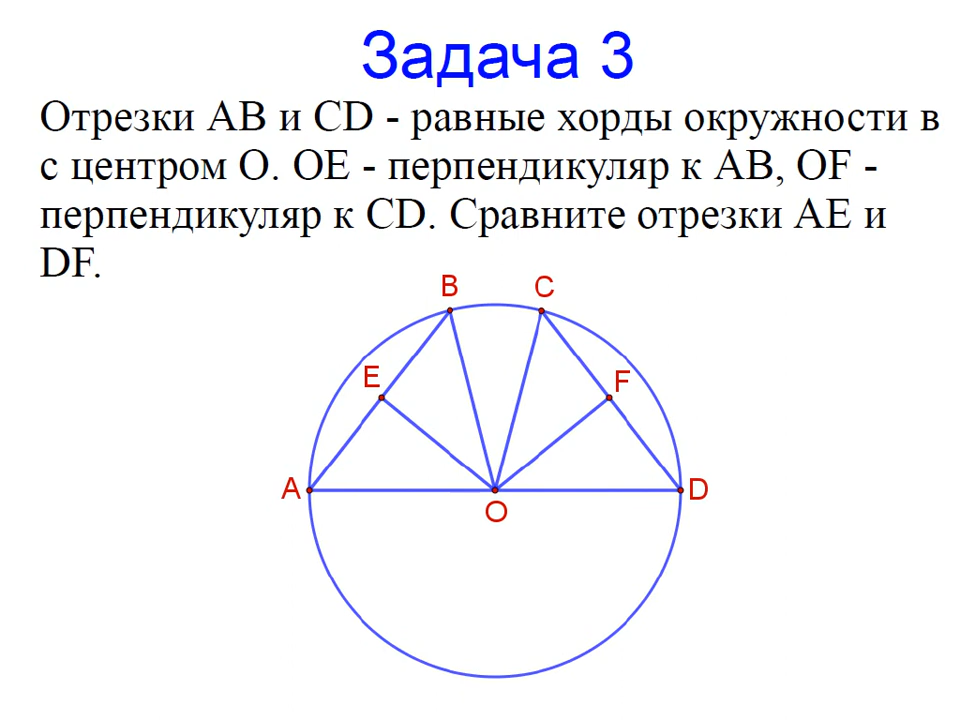 Задача 3
Отрезки AB и CD - равные хорды окружности в
с центром O. OE - перпендикуляр к AB, OF -
перпендикуляр к CD. Сравните отрезки AE и
DF.
B C
E F
A D
O